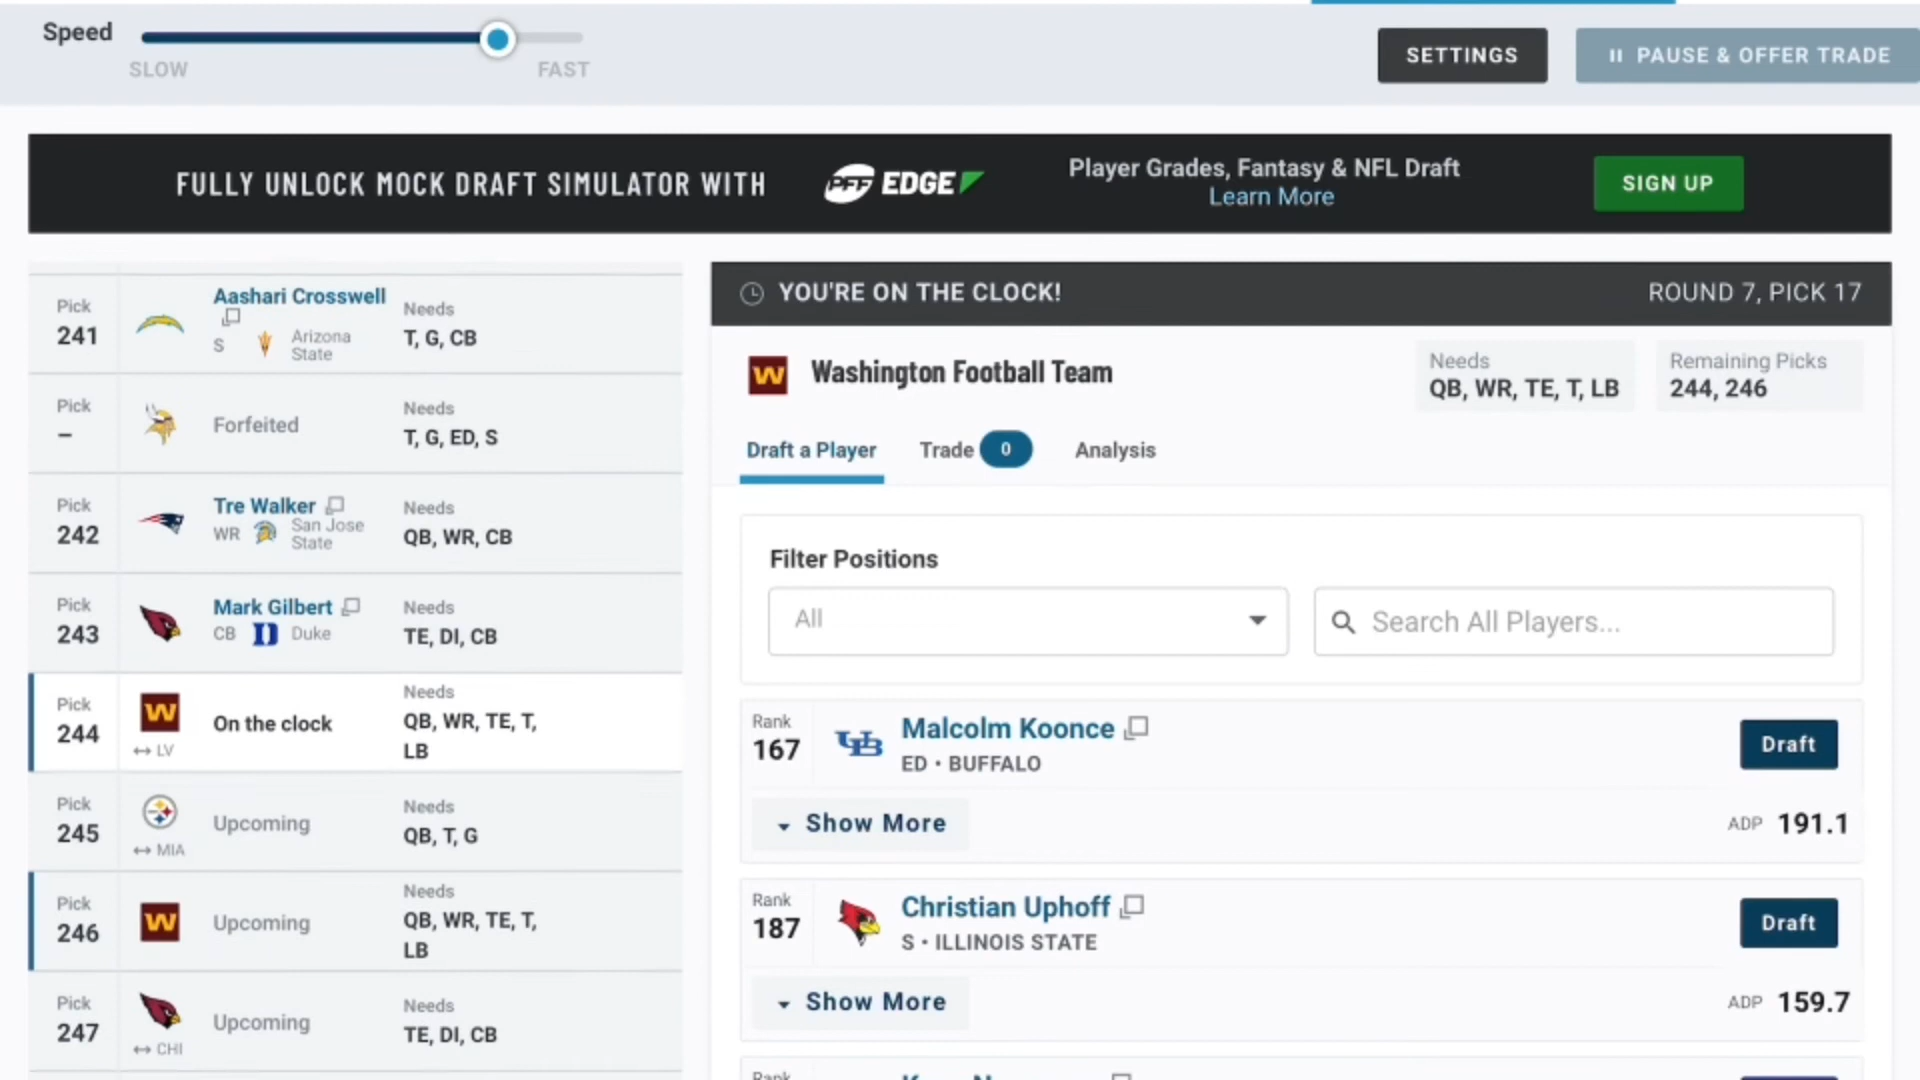 Speed
SLOW
FAST
SETTINGS
PAUSE & OFFER TRADE
FULLY UNLOCK MOCK DRAFT SIMULATOR WITH
PFF EDGE
Player Grades, Fantasy & NFL Draft
Learn More
SIGN UP
Pick
241
Aashari Crosswell
S
Arizona
State
Needs
T, G, CB
Pick
–
Forfeited
Needs
T, G, ED, S
Pick
242
Tre Walker
WR
San Jose
State
Needs
QB, WR, CB
Pick
243
Mark Gilbert
CB
Duke
Needs
TE, DI, CB
Pick
244
W
↔ LV
On the clock
Needs
QB, WR, TE, T,
LB
Pick
245
↔ MIA
Upcoming
Needs
QB, T, G
Pick
246
W
Upcoming
Needs
QB, WR, TE, T,
LB
Pick
247
↔ CHI
Upcoming
Needs
TE, DI, CB
YOU'RE ON THE CLOCK!
ROUND 7, PICK 17
W
Washington Football Team
Needs
QB, WR, TE, T, LB
Remaining Picks
244, 246
Draft a Player
Trade 0
Analysis
Filter Positions
All
Search All Players...
Rank
167
UB
Malcolm Koonce
ED • BUFFALO
Draft
Show More
ADP 191.1
Rank
187
Christian Uphoff
S • ILLINOIS STATE
Draft
Show More
ADP 159.7
Rank